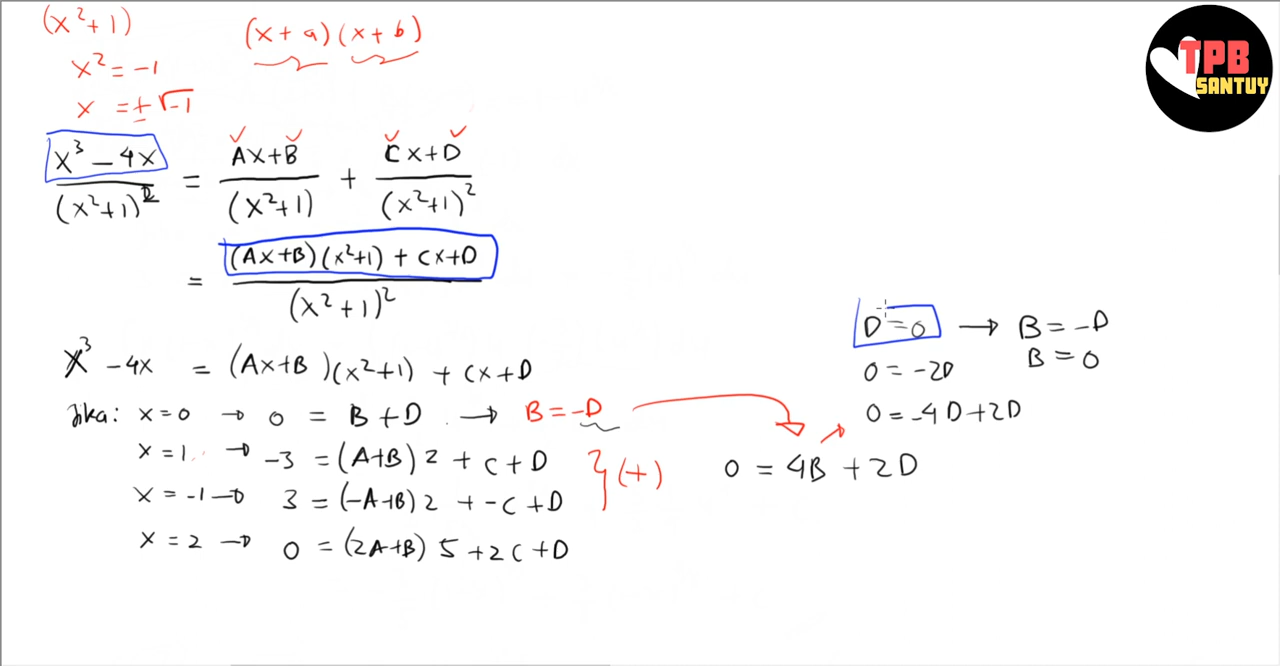 (x²+1) (x+a)(x+b)
x² = -1
x = ±√-1
TPB
SANTUY
(x³ - 4x)/(x²+1)² = (Ax+B)/(x²+1) + (Cx+D)/(x²+1)²
= ((Ax+B)(x²+1) + Cx+D)/(x²+1)²
x³ - 4x = (Ax+B)(x²+1) + Cx+D
Jika: x=0 → 0 = B+D → B = -D
x=1 → -3 = (A+B)2 + C+D
x=-1 → 3 = (-A+B)2 + -C+D
x=2 → 0 = (2A+B)5 + 2C+D
(+)
0 = 4B + 2D
0 = -4D+2D
0 = -2D
D = 0 → B = -D
B = 0